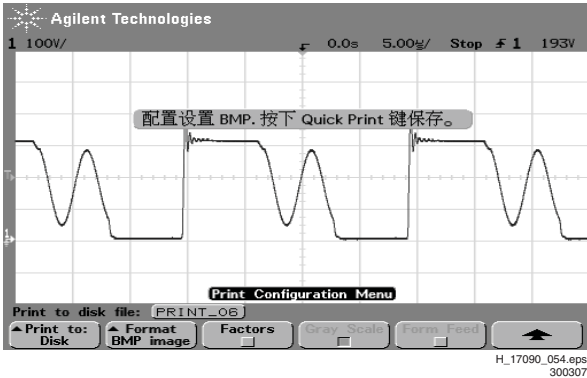 Agilent Technologies
1 100V/ 0.0s 5.00㎲/ Stop 1 193V
配置设置 BMP. 按下 Quick Print 键保存。
Print Configuration Menu
Print to disk file: PRINT_06
Print to: Disk
Format BMP image
Factors
Gray Scale
Form Feed
H_17090_054.eps
300307